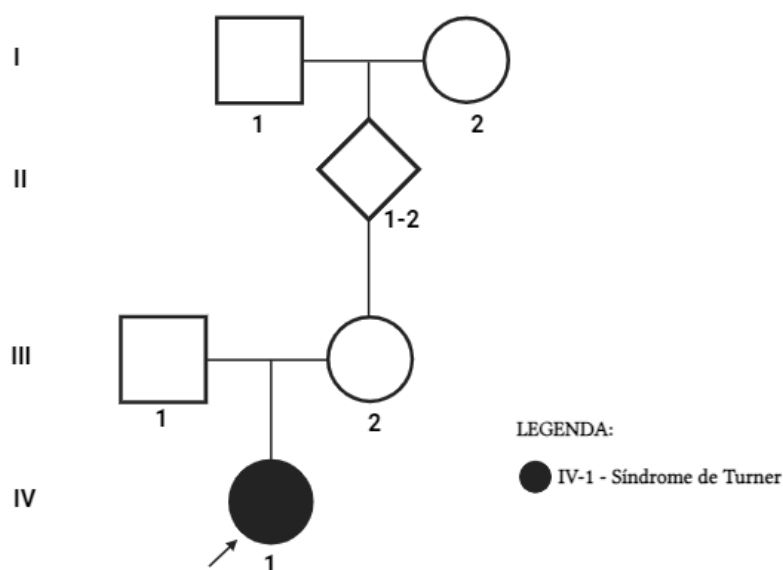 I
1
2
II
1-2
III
1
2
LEGENDA:
IV-1 - Síndrome de Turner
IV
1